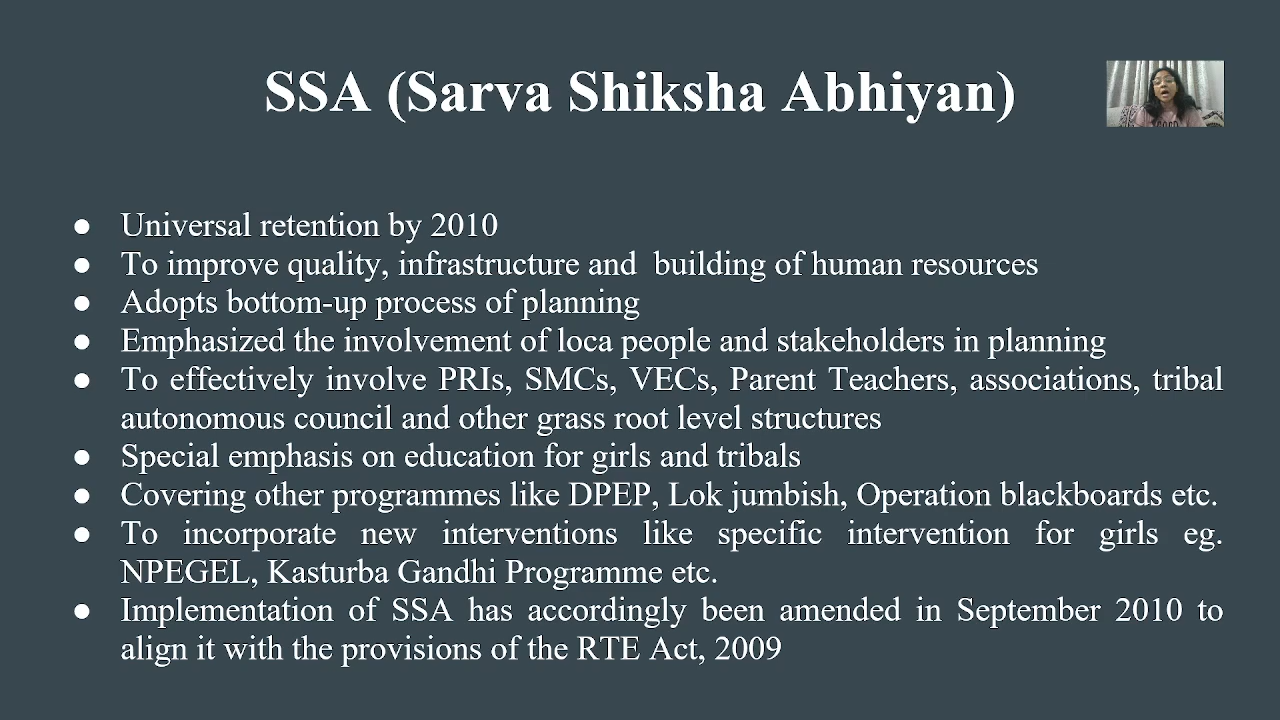 SSA (Sarva Shiksha Abhiyan)
● Universal retention by 2010
● To improve quality, infrastructure and  building of human resources
● Adopts bottom-up process of planning
● Emphasized the involvement of loca people and stakeholders in planning
● To effectively involve PRIs, SMCs, VECs, Parent Teachers, associations, tribal
autonomous council and other grass root level structures
● Special emphasis on education for girls and tribals
● Covering other programmes like DPEP, Lok jumbish, Operation blackboards etc.
● To incorporate new interventions like specific intervention for girls eg.
NPEGEL, Kasturba Gandhi Programme etc.
● Implementation of SSA has accordingly been amended in September 2010 to
align it with the provisions of the RTE Act, 2009